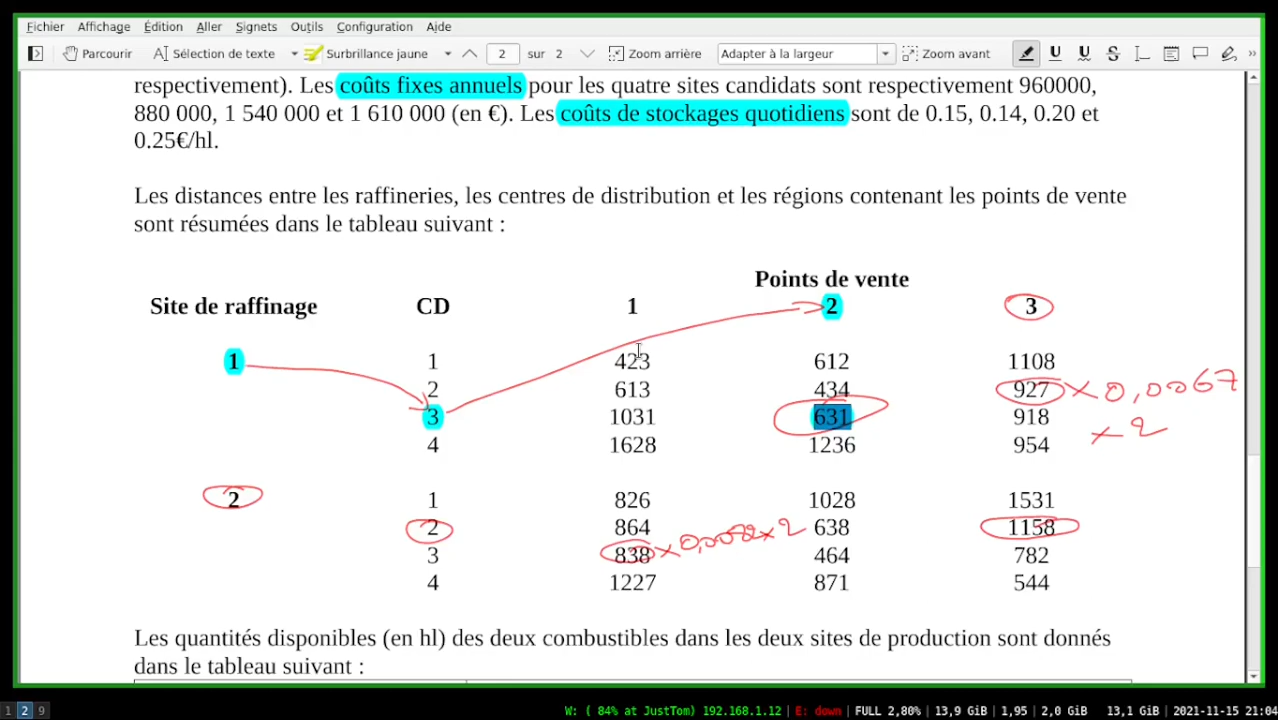 Fichier Affichage Édition Aller Signets Outils Configuration Aide
Parcourir Sélection de texte Surbrillance jaune 2 sur 2 Zoom arrière Adapter à la largeur Zoom avant »
respectivement). Les coûts fixes annuels pour les quatre sites candidats sont respectivement 960000,
880 000, 1 540 000 et 1 610 000 (en €). Les coûts de stockages quotidiens sont de 0.15, 0.14, 0.20 et
0.25€/hl.
Les distances entre les raffineries, les centres de distribution et les régions contenant les points de vente
sont résumées dans le tableau suivant :
Points de vente
Site de raffinage CD 1 2 3
1 1 423 612 1108
2 613 434 927 × 0,0067
3 1031 631 918 × 2
4 1628 1236 954
2 1 826 1028 1531
2 864 638 1158
3 838 × 0,0082 × 2 464 782
4 1227 871 544
Les quantités disponibles (en hl) des deux combustibles dans les deux sites de production sont donnés
dans le tableau suivant :
1 2 9 W: ( 84% at JustTom) 192.168.1.12 | E: down | FULL 2,80% | 13,9 GiB | 1,95 | 2,0 GiB | 13,1 GiB | 2021-11-15 21:04